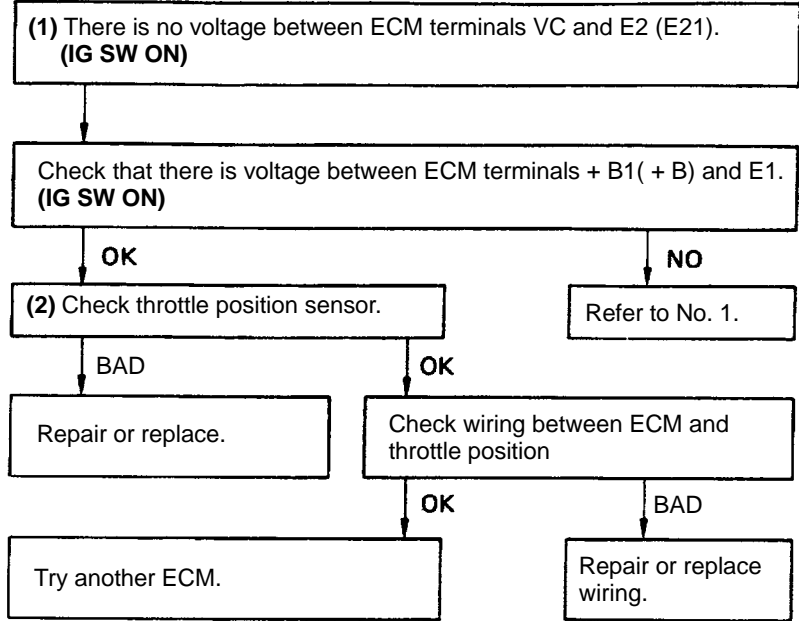 (1) There is no voltage between ECM terminals VC and E2 (E21).
(IG SW ON)
Check that there is voltage between ECM terminals + B1( + B) and E1.
(IG SW ON)
OK
NO
(2) Check throttle position sensor.
Refer to No. 1.
BAD
OK
Repair or replace.
Check wiring between ECM and
throttle position
OK
BAD
Try another ECM.
Repair or replace
wiring.